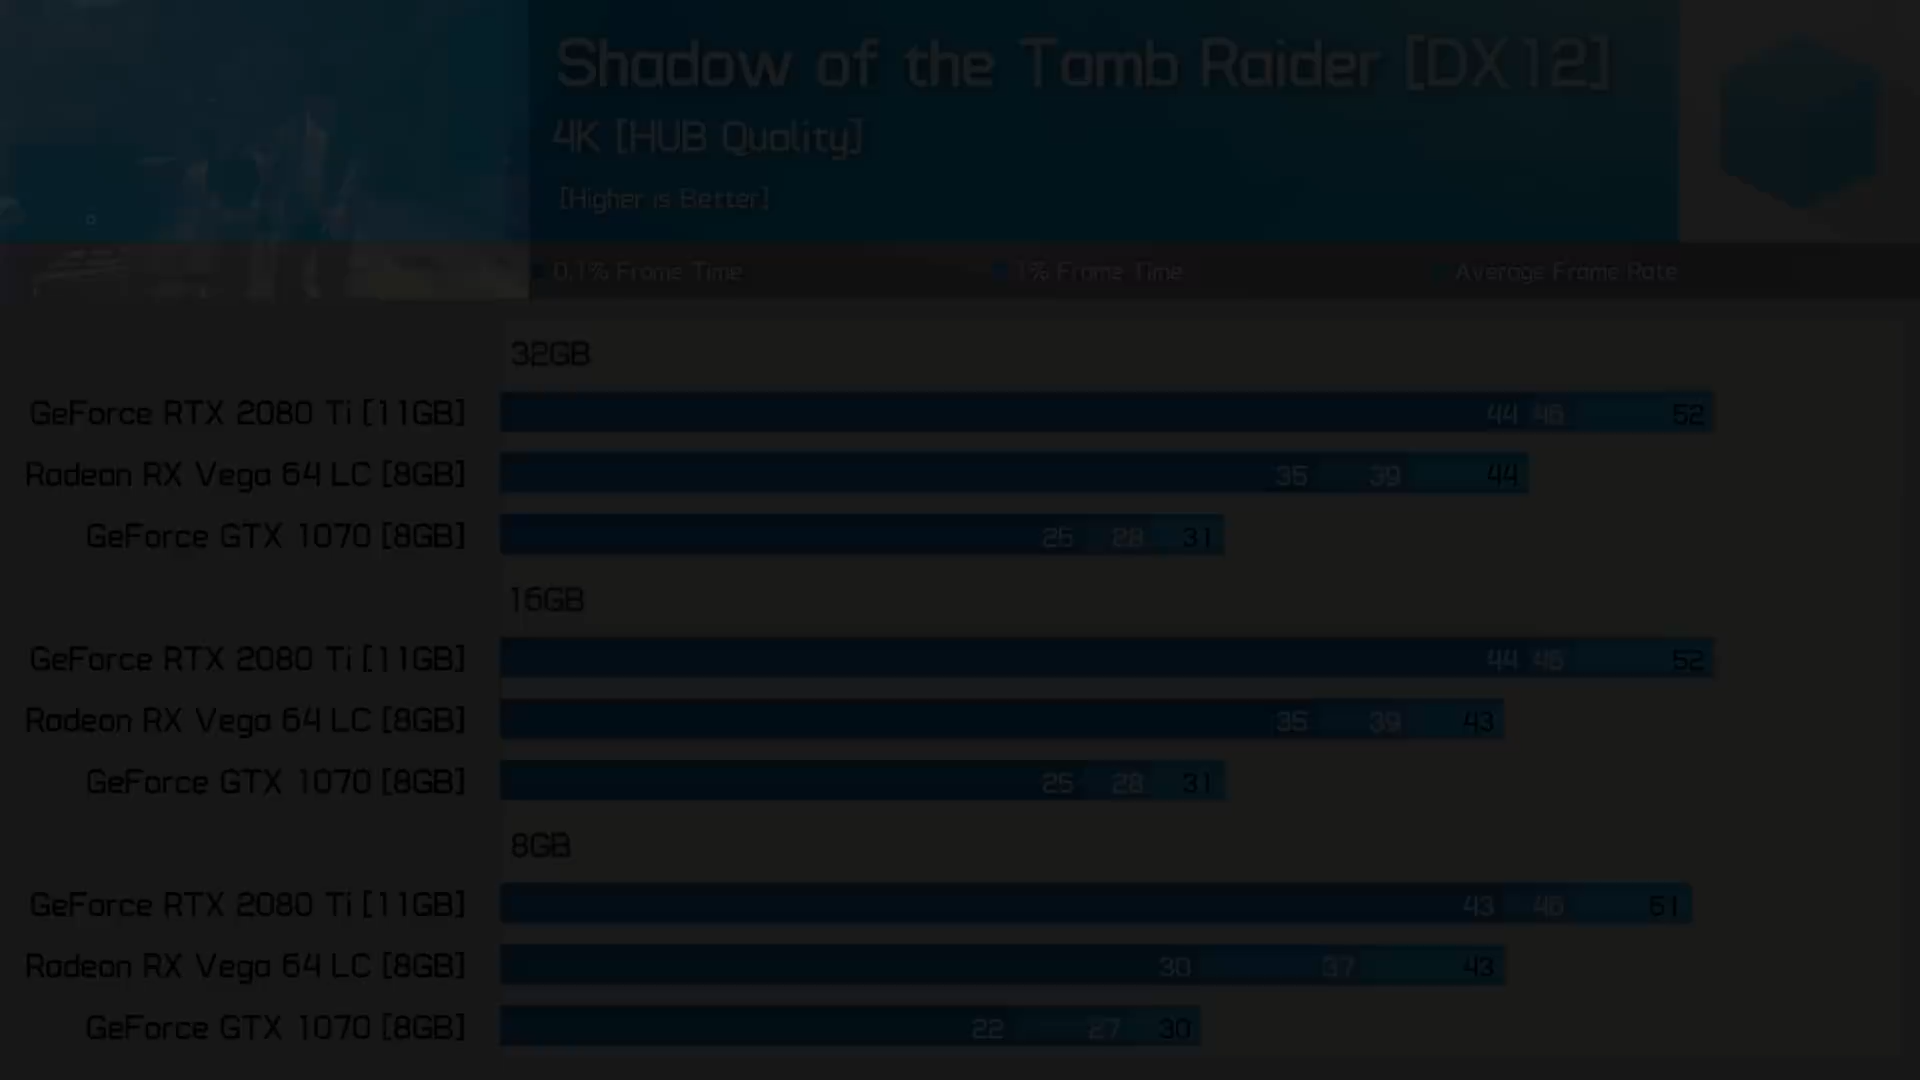 Shadow of the Tomb Raider [DX12]
4K [HUB Quality]
[Higher is Better]
0.1% Frame Time 1% Frame Time Average Frame Rate
32GB
GeForce RTX 2080 Ti [11GB] 44 46 52
Radeon RX Vega 64 LC [8GB] 35 39 44
GeForce GTX 1070 [8GB] 25 28 31
16GB
GeForce RTX 2080 Ti [11GB] 44 46 52
Radeon RX Vega 64 LC [8GB] 35 39 43
GeForce GTX 1070 [8GB] 25 28 31
8GB
GeForce RTX 2080 Ti [11GB] 43 46 51
Radeon RX Vega 64 LC [8GB] 30 37 43
GeForce GTX 1070 [8GB] 22 27 30